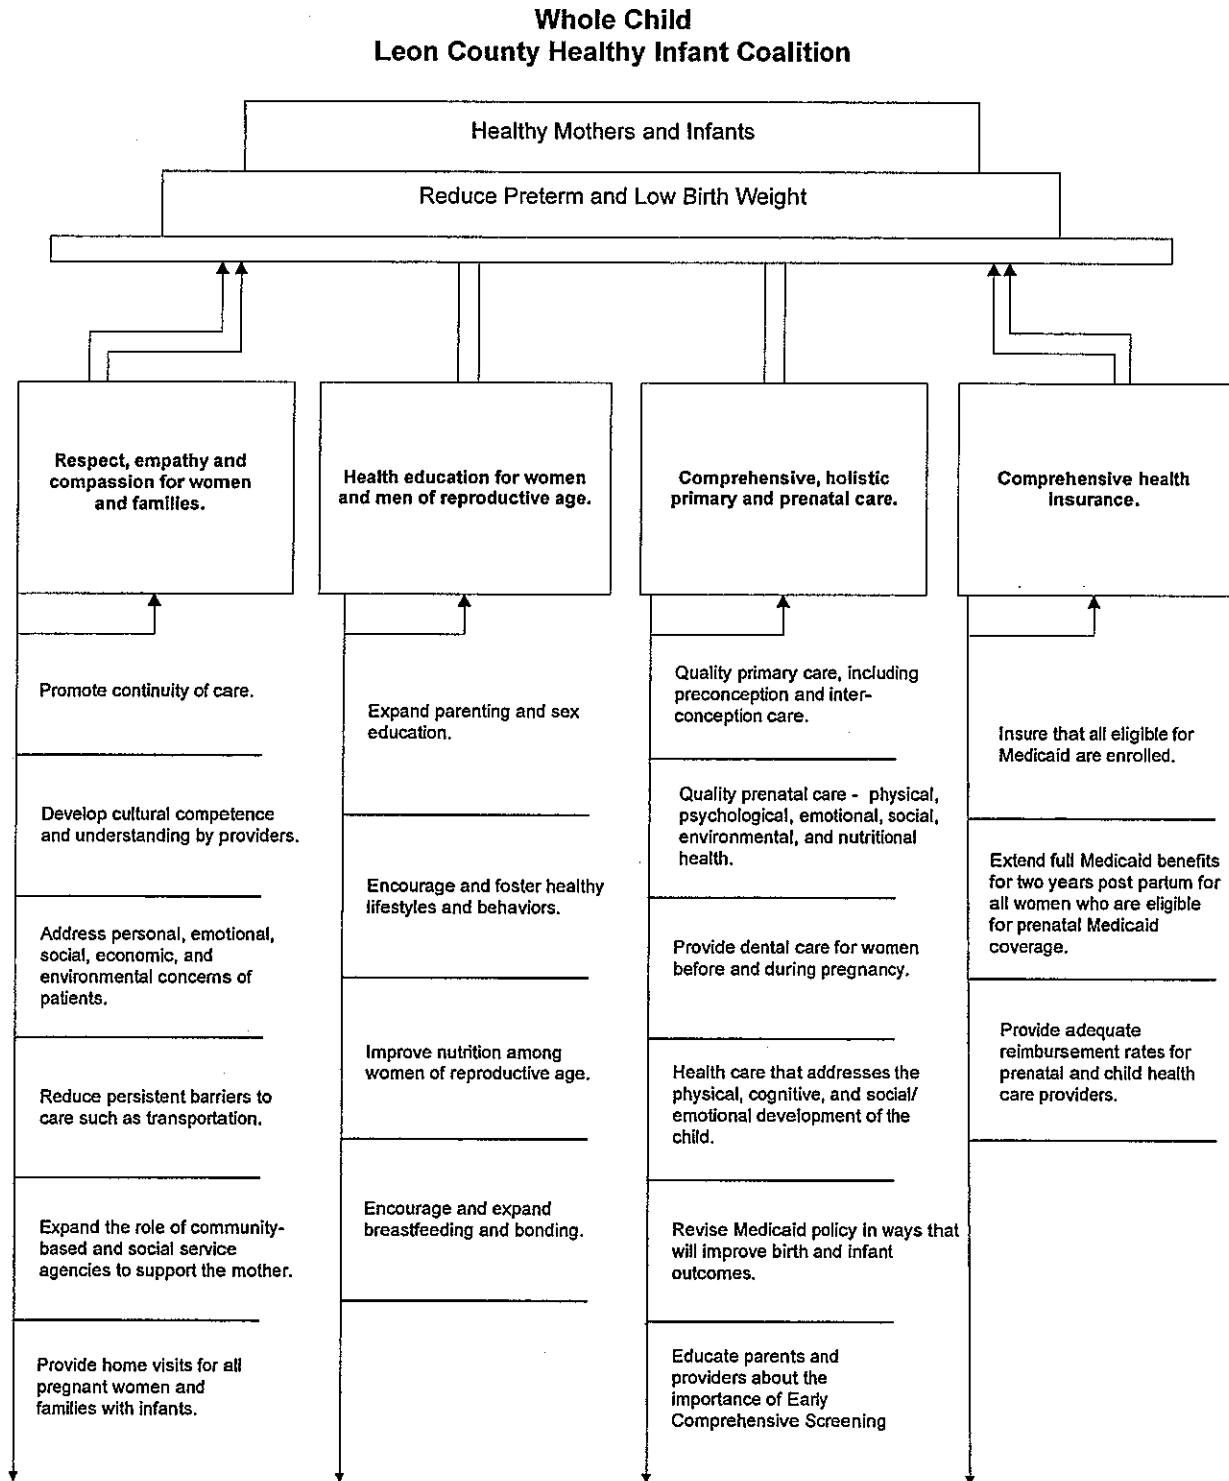 Whole Child
Leon County Healthy Infant Coalition
Healthy Mothers and Infants
Reduce Preterm and Low Birth Weight
Respect, empathy and
compassion for women
and families.
Health education for women
and men of reproductive age.
Comprehensive, holistic
primary and prenatal care.
Comprehensive health
insurance.
Promote continuity of care.
Develop cultural competence
and understanding by providers.
Address personal, emotional,
social, economic, and
environmental concerns of
patients.
Reduce persistent barriers to
care such as transportation.
Expand the role of community-
based and social service
agencies to support the mother.
Provide home visits for all
pregnant women and
families with infants.
Expand parenting and sex
education.
Encourage and foster healthy
lifestyles and behaviors.
Improve nutrition among
women of reproductive age.
Encourage and expand
breastfeeding and bonding.
Quality primary care, including
preconception and inter-
conception care.
Quality prenatal care - physical,
psychological, emotional, social,
environmental, and nutritional
health.
Provide dental care for women
before and during pregnancy.
Health care that addresses the
physical, cognitive, and social/
emotional development of the
child.
Revise Medicaid policy in ways that
will improve birth and infant
outcomes.
Educate parents and
providers about the
importance of Early
Comprehensive Screening
Insure that all eligible for
Medicaid are enrolled.
Extend full Medicaid benefits
for two years post partum for
all women who are eligible
for prenatal Medicaid
coverage.
Provide adequate
reimbursement rates for
prenatal and child health
care providers.